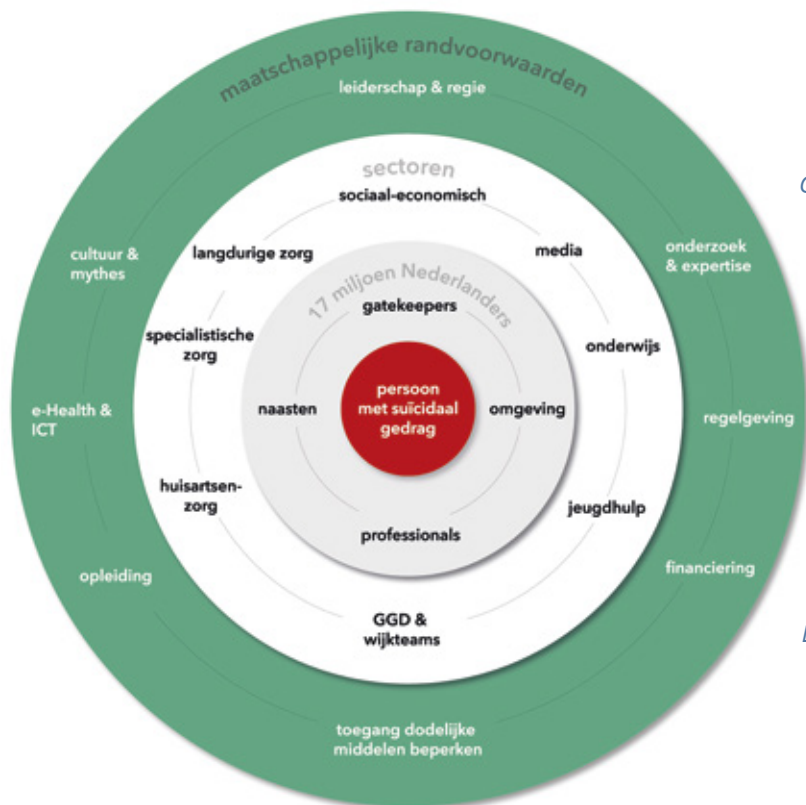 maatschappelijke randvoorwaarden
leiderschap & regie
sectoren
sociaal-economisch
cultuur &
mythes
langdurige zorg
media
onderzoek
& expertise
17 miljoen Nederlanders
gatekeepers
specialistische
zorg
onderwijs
e-Health &
ICT
naasten
persoon
met suïcidaal
gedrag
omgeving
regelgeving
huisartsen-
zorg
jeugdhulp
professionals
opleiding
financiering
GGD &
wijkteams
toegang dodelijke
middelen beperken